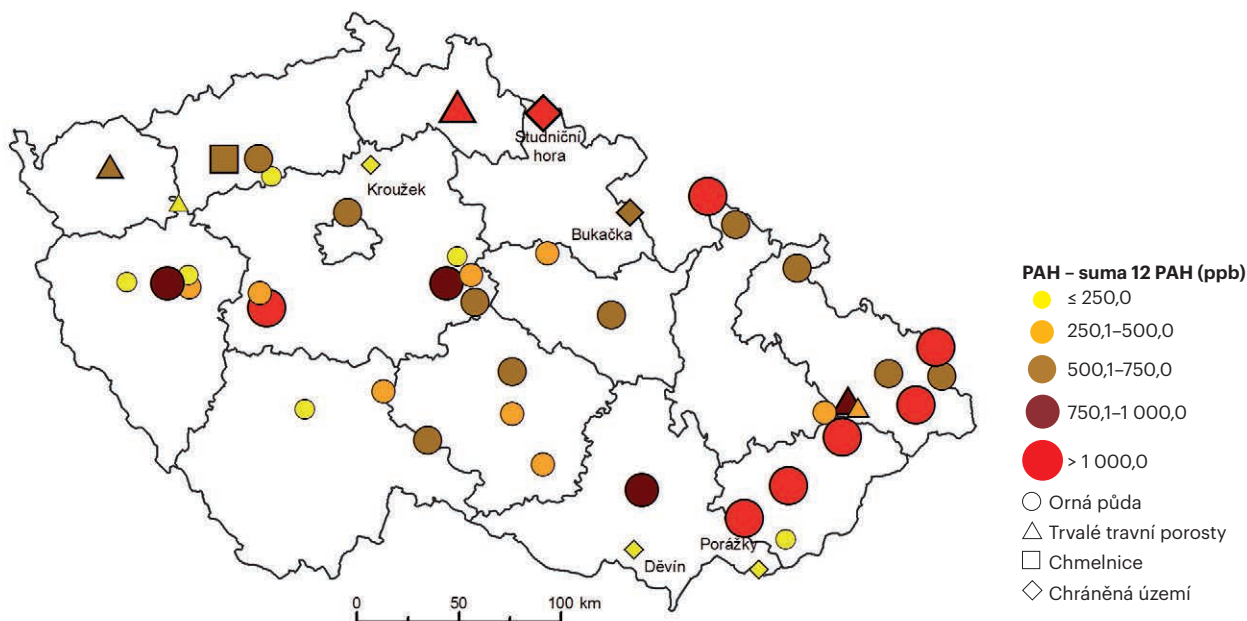 Studniční
hora
Kroužek
Bukačka
Porážky
Děvín
0 50 100 km
PAH – suma 12 PAH (ppb)
≤ 250,0
250,1–500,0
500,1–750,0
750,1–1 000,0
> 1 000,0
Orná půda
Trvalé travní porosty
Chmelnice
Chráněná území